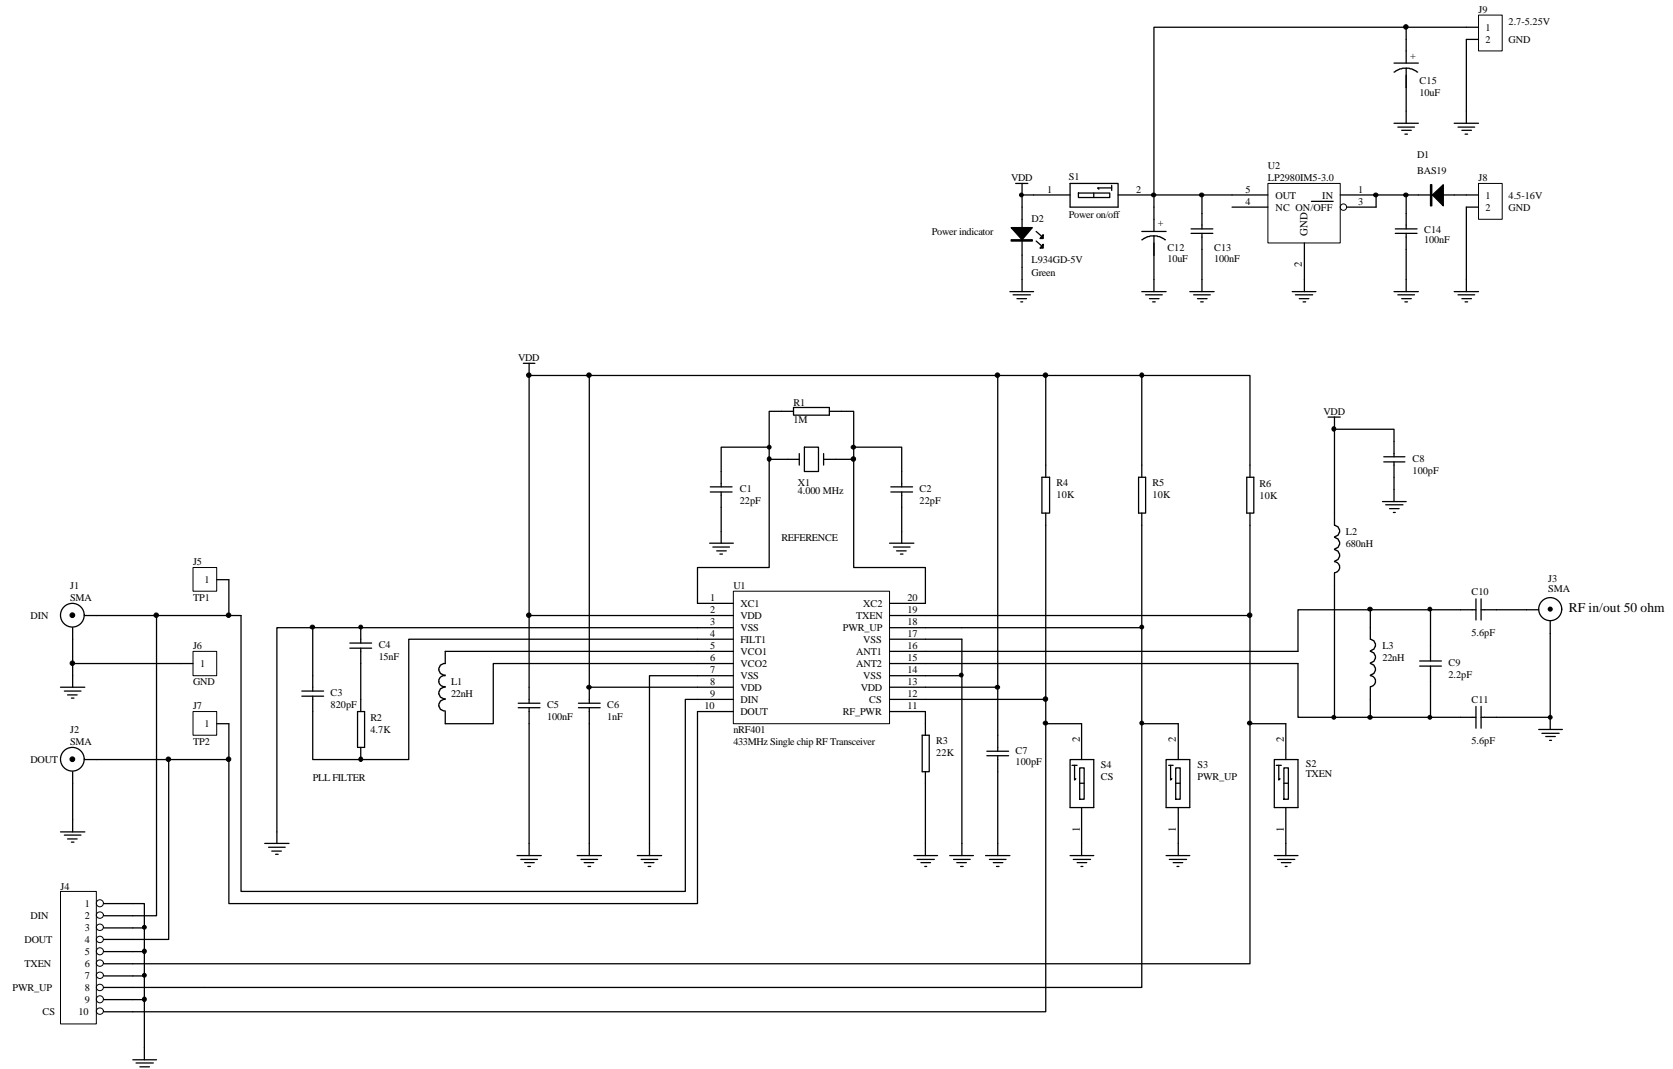 J9
1 2.7-5.25V
2 GND
+
C15
10uF
D1
BAS19
U2
LP2980IM5-3.0
J8
1 4.5-16V
2 GND
VDD
S1
1 2
Power on/off
5 OUT IN 1
4 NC ON/OFF 3
GND
2
D2
Power indicator
L934GD-5V
Green
+
C12
10uF
C13
100nF
C14
100nF
VDD
R1
1M
X1
4.000 MHz
C1
22pF
C2
22pF
REFERENCE
R4
10K
R5
10K
R6
10K
VDD
C8
100pF
L2
680nH
J5
1
TP1
J1
SMA
DIN
J6
1
GND
J7
1
TP2
J2
SMA
DOUT
C4
15nF
C3
820pF
R2
4.7K
PLL FILTER
L1
22nH
C5
100nF
C6
1nF
U1
1 XC1 XC2 20
2 VDD TXEN 19
3 VSS PWR_UP 18
4 FILT1 VSS 17
5 VCO1 ANT1 16
6 VCO2 ANT2 15
7 VSS VSS 14
8 VDD VDD 13
9 DIN CS 12
10 DOUT RF_PWR 11
nRF401
433MHz Single chip RF Transceiver
R3
22K
C7
100pF
2
S4
CS
1
2
S3
PWR_UP
1
2
S2
TXEN
1
L3
22nH
C9
2.2pF
C10
5.6pF
C11
5.6pF
J3
SMA
RF in/out 50 ohm
J4
1
DIN 2
3
DOUT 4
5
TXEN 6
7
PWR_UP 8
9
CS 10